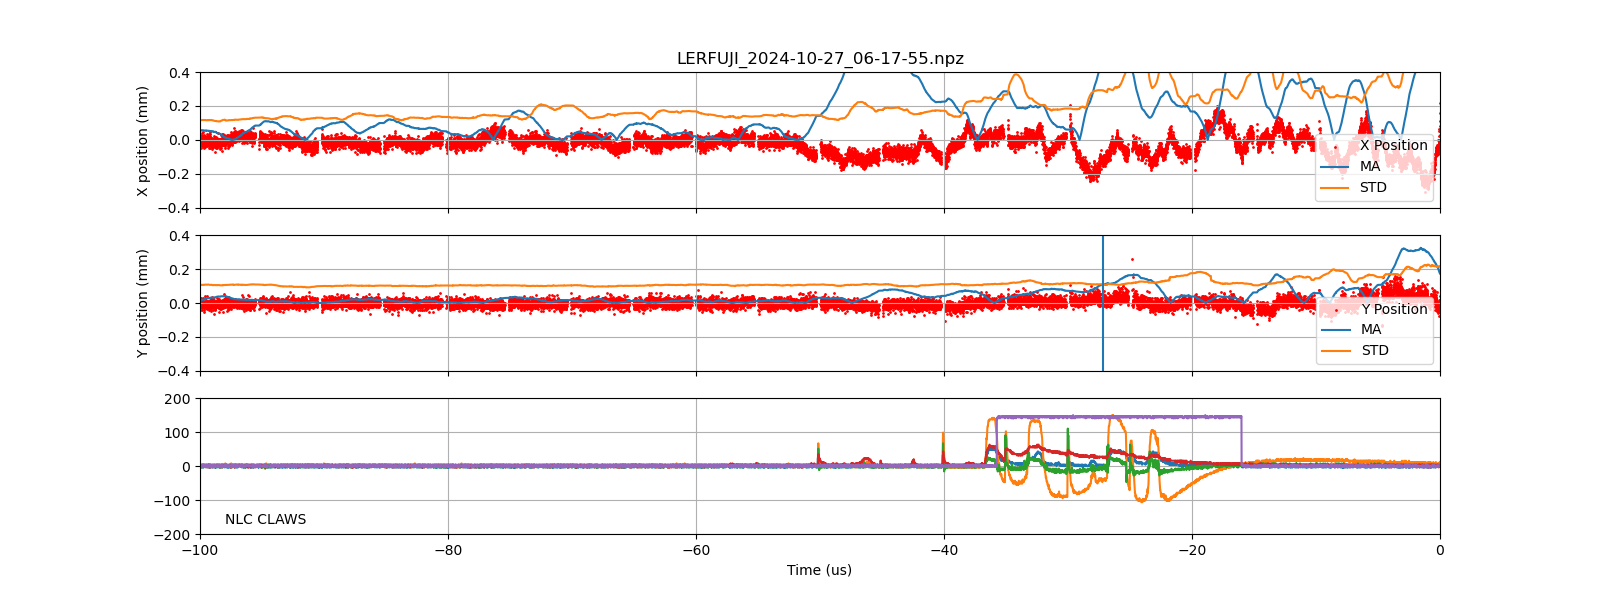 LERFUJI_2024-10-27_06-17-55.npz
X position (mm)
0.4
0.2
0.0
−0.2
−0.4
X Position
MA
STD
Y position (mm)
0.4
0.2
0.0
−0.2
−0.4
Y Position
MA
STD
200
100
0
−100
−200
NLC CLAWS
−100 −80 −60 −40 −20 0
Time (us)